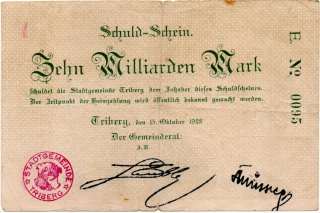 Schuld-Schein.
Zehn Milliarden Mark
schuldet die Stadtgemeinde Triberg dem Inhaber dieses Schuldscheines.
Der Zeitpunkt der Heimzahlung wird öffentlich bekannt gemacht werden.
Triberg, den 15. Oktober 1923
Der Gemeinderat:
J.V.
STADTGEMEINDE TRIBERG
E. No 0095